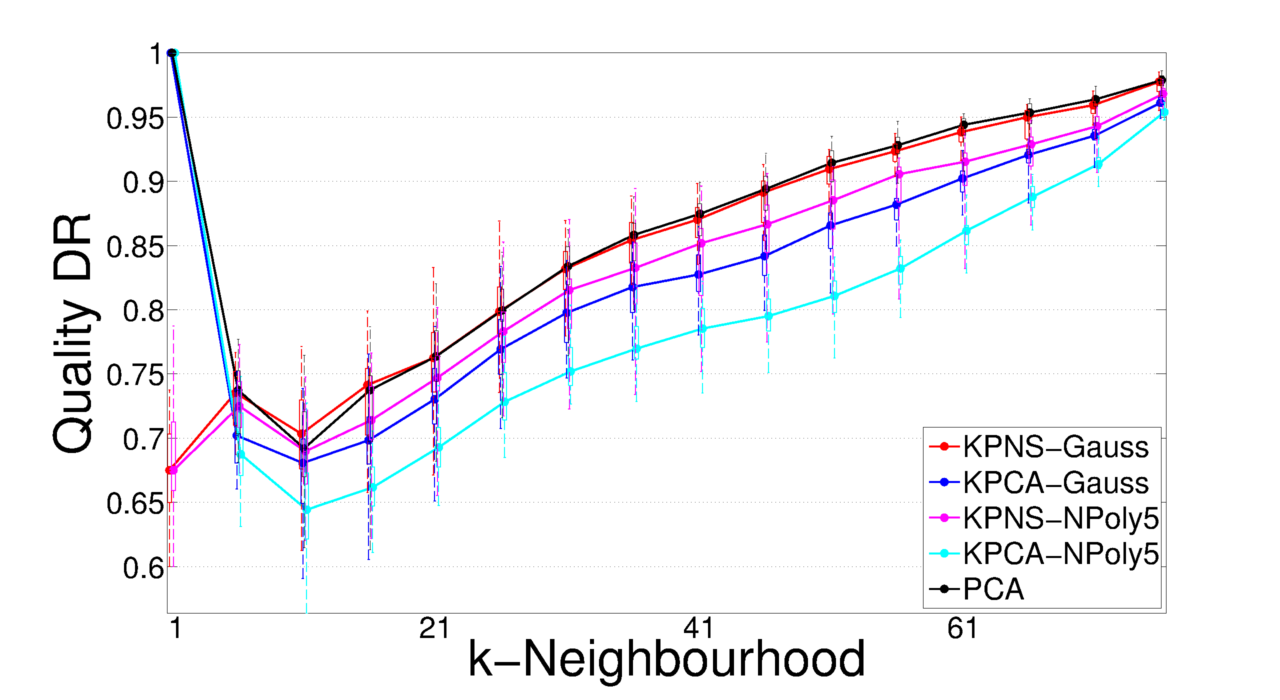 1
0.95
0.9
0.85
0.8
0.75
0.7
0.65
0.6
Quality DR
1 21 41 61
k−Neighbourhood
KPNS−Gauss
KPCA−Gauss
KPNS−NPoly5
KPCA−NPoly5
PCA